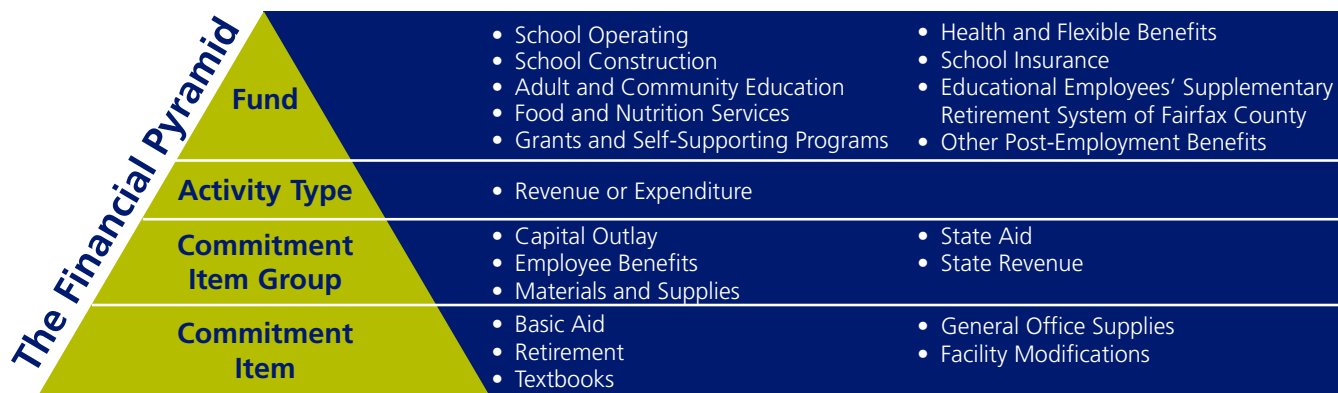 The Financial Pyramid
Fund
• School Operating
• School Construction
• Adult and Community Education
• Food and Nutrition Services
• Grants and Self-Supporting Programs
• Health and Flexible Benefits
• School Insurance
• Educational Employees’ Supplementary
Retirement System of Fairfax County
• Other Post-Employment Benefits
Activity Type
• Revenue or Expenditure
Commitment
Item Group
• Capital Outlay
• Employee Benefits
• Materials and Supplies
• State Aid
• State Revenue
Commitment
Item
• Basic Aid
• Retirement
• Textbooks
• General Office Supplies
• Facility Modifications